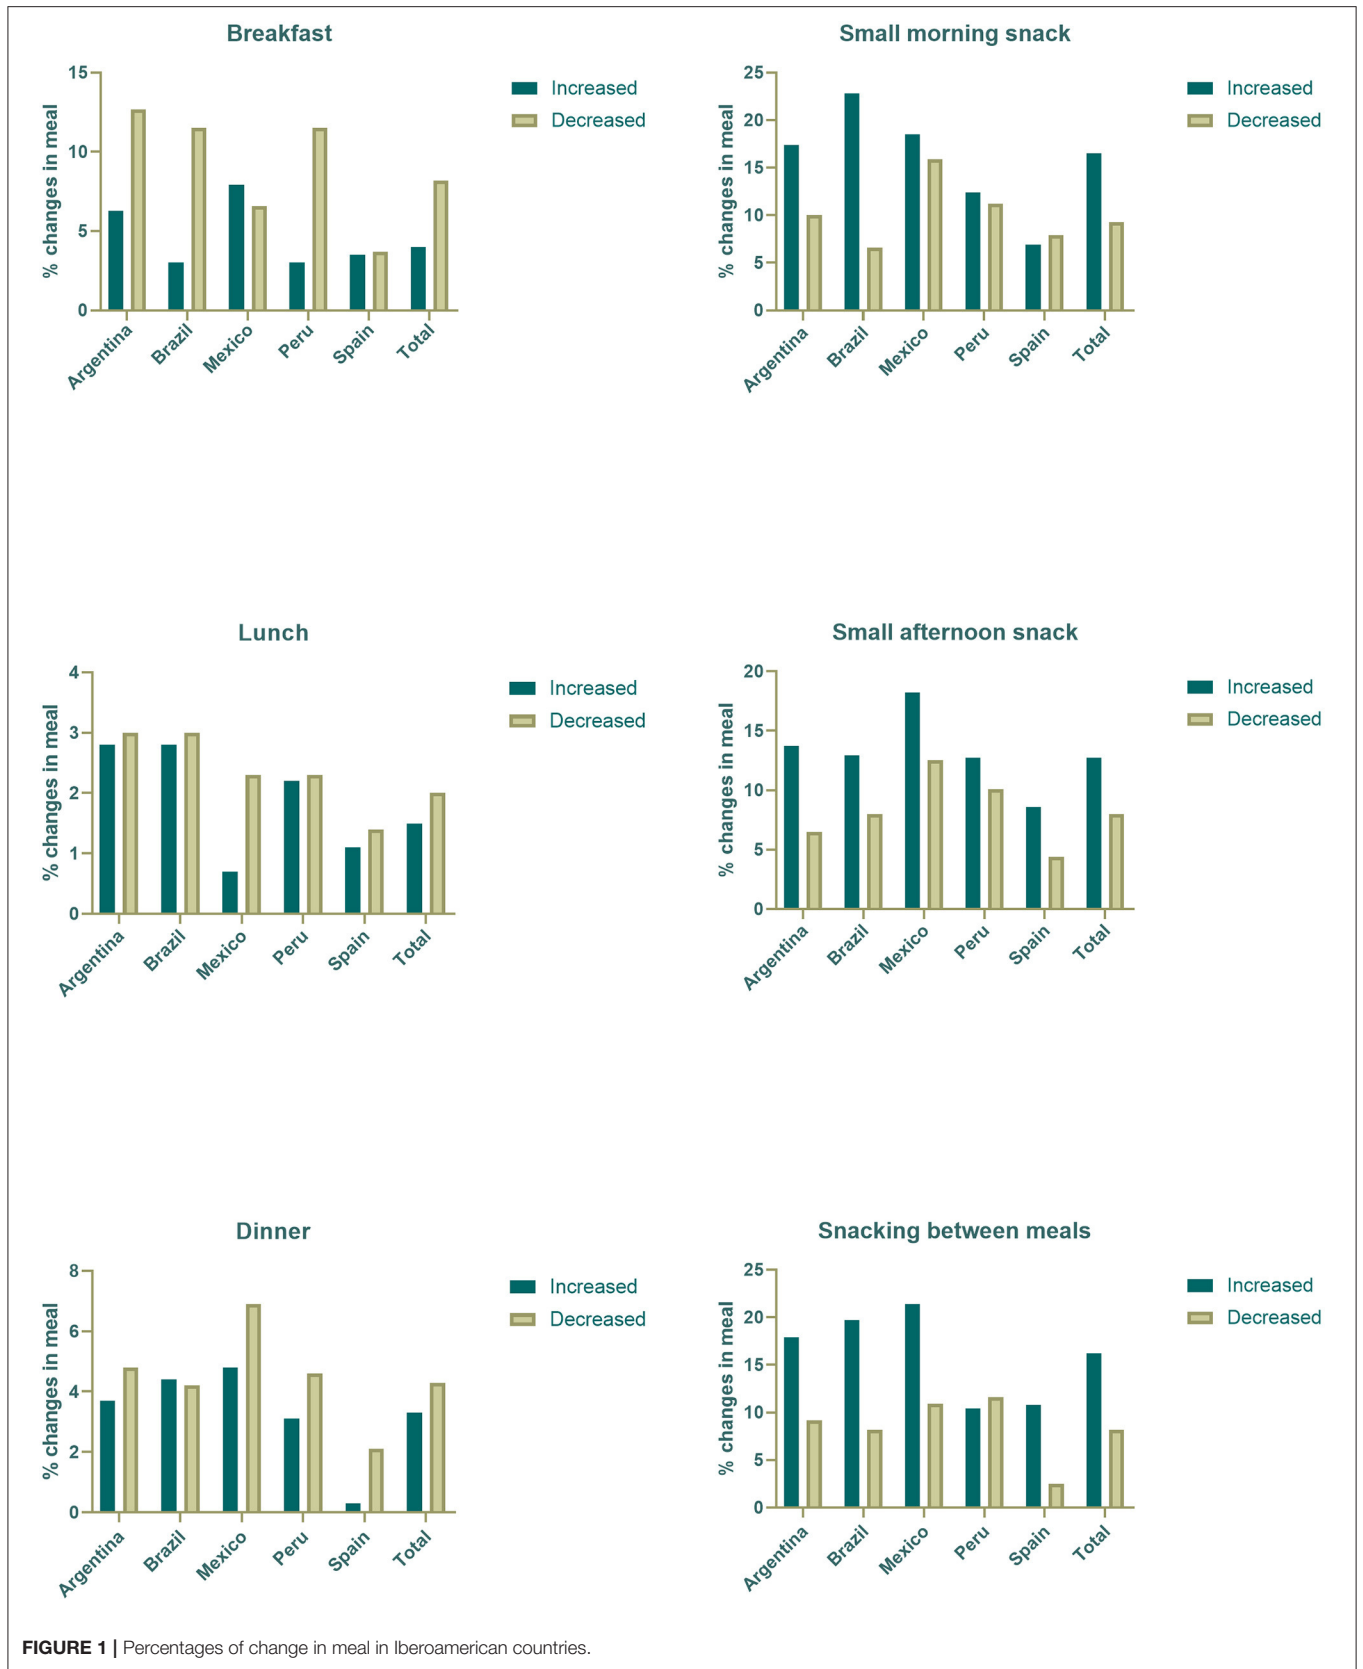 Breakfast
% changes in meal
15
10
5
0
Argentina
Brazil
Mexico
Peru
Spain
Total
Increased
Decreased
Small morning snack
% changes in meal
25
20
15
10
5
0
Argentina
Brazil
Mexico
Peru
Spain
Total
Increased
Decreased
Lunch
% changes in meal
4
3
2
1
0
Argentina
Brazil
Mexico
Peru
Spain
Total
Increased
Decreased
Small afternoon snack
% changes in meal
20
15
10
5
0
Argentina
Brazil
Mexico
Peru
Spain
Total
Increased
Decreased
Dinner
% changes in meal
8
6
4
2
0
Argentina
Brazil
Mexico
Peru
Spain
Total
Increased
Decreased
Snacking between meals
% changes in meal
25
20
15
10
5
0
Argentina
Brazil
Mexico
Peru
Spain
Total
Increased
Decreased
FIGURE 1 | Percentages of change in meal in Iberoamerican countries.